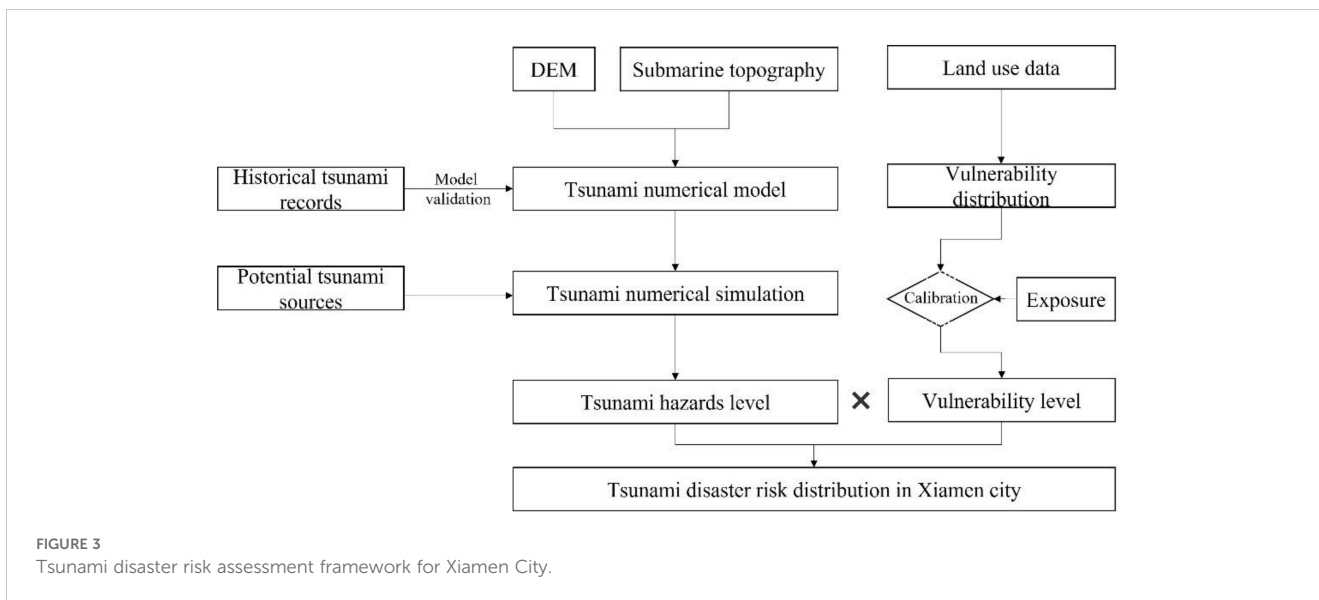 DEM
Submarine topography
Land use data
Historical tsunami
records
Model
validation
Tsunami numerical model
Vulnerability
distribution
Potential tsunami
sources
Tsunami numerical simulation
Calibration
Exposure
Tsunami hazards level
×
Vulnerability level
Tsunami disaster risk distribution in Xiamen city
FIGURE 3
Tsunami disaster risk assessment framework for Xiamen City.